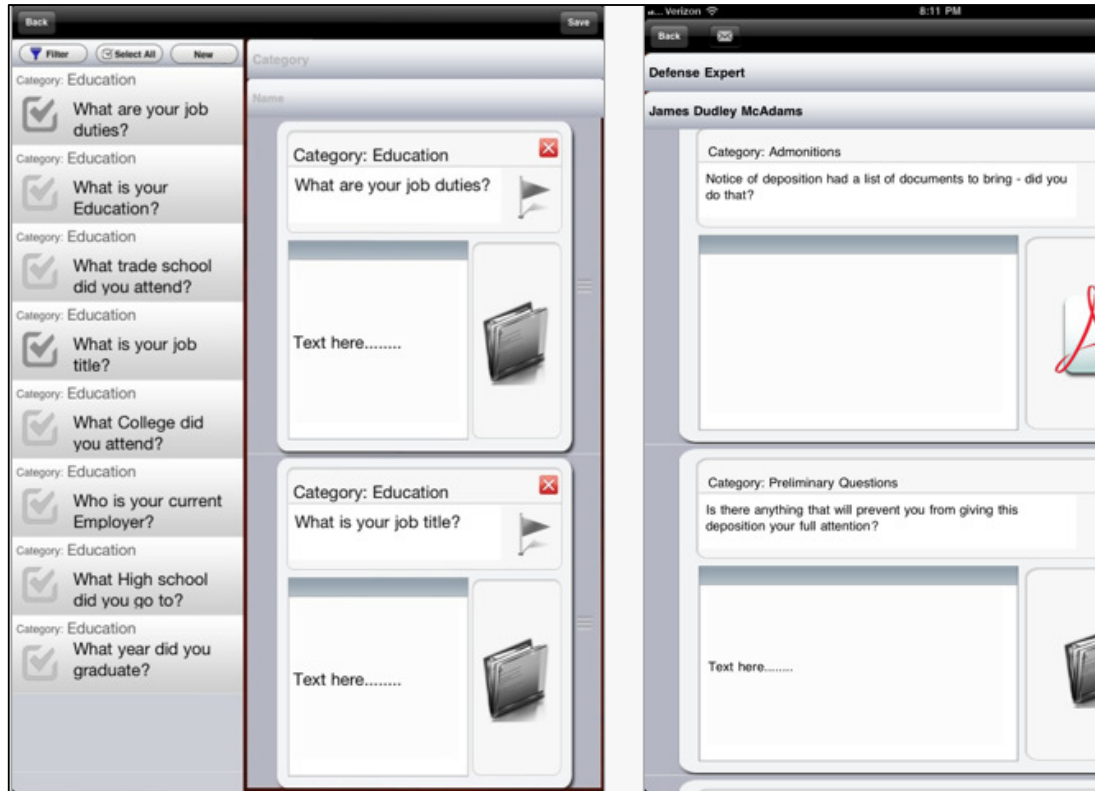 Back
Save
Filter
Select All
New
Category: Education
What are your job
duties?
Category: Education
What is your
Education?
Category: Education
What trade school
did you attend?
Category: Education
What is your job
title?
Category: Education
What College did
you attend?
Category: Education
Who is your current
Employer?
Category: Education
What High school
did you go to?
Category: Education
What year did you
graduate?
Category
Name
Category: Education
What are your job duties?
Text here........
Category: Education
What is your job title?
Text here........
Verizon
8:11 PM
Back
Defense Expert
James Dudley McAdams
Category: Admonitions
Notice of deposition had a list of documents to bring - did you
do that?
Category: Preliminary Questions
Is there anything that will prevent you from giving this
deposition your full attention?
Text here........